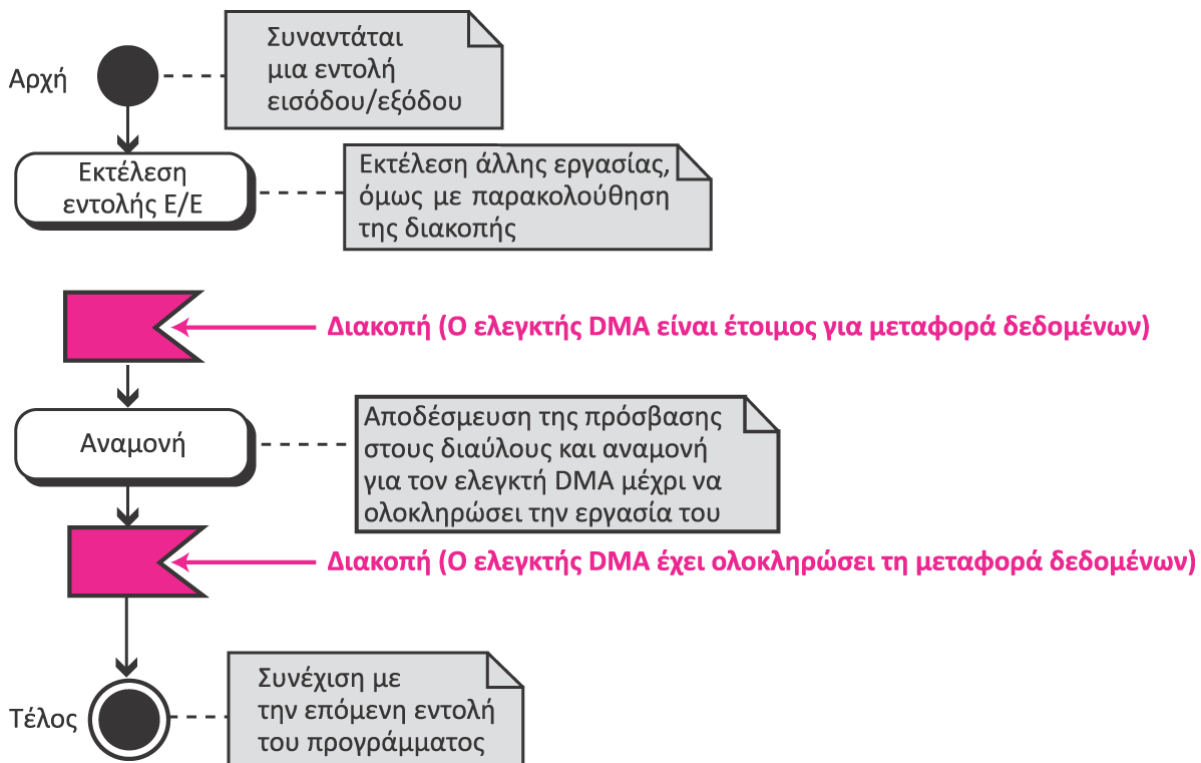 Αρχή
Συναντάται
μια εντολή
εισόδου/εξόδου
Εκτέλεση
εντολής Ε/Ε
Εκτέλεση άλλης εργασίας,
όμως με παρακολούθηση
της διακοπής
Διακοπή (Ο ελεγκτής DMA είναι έτοιμος για μεταφορά δεδομένων)
Αναμονή
Αποδέσμευση της πρόσβασης
στους διαύλους και αναμονή
για τον ελεγκτή DMA μέχρι να
ολοκληρώσει την εργασία του
Διακοπή (Ο ελεγκτής DMA έχει ολοκληρώσει τη μεταφορά δεδομένων)
Τέλος
Συνέχιση με
την επόμενη εντολή
του προγράμματος